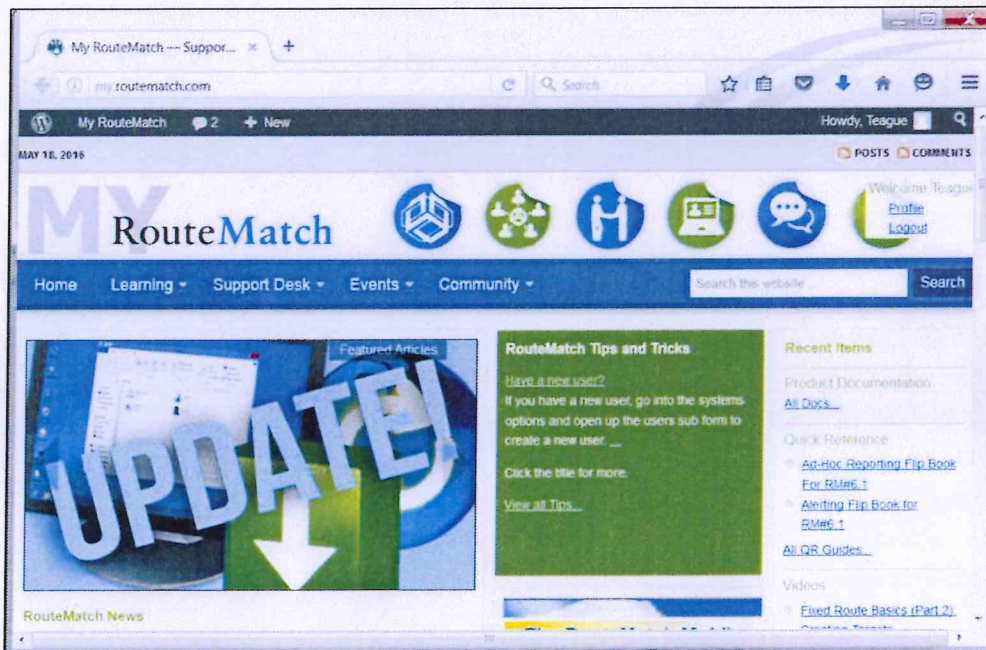 My RouteMatch ---- Suppor...
my.routematch.com
Search
My RouteMatch
2
+ New
Howdy, Teague
MAY 18, 2016
POSTS
COMMENTS
MY
RouteMatch
Welcome Teague
Profile
Logout
Home
Learning
Support Desk
Events
Community
Search this website
Search
Featured Articles
UPDATE!
RouteMatch News
RouteMatch Tips and Tricks
Have a new user?
If you have a new user, go into the systems
options and open up the users sub form to
create a new user. ...
Click the title for more.
View all Tips...
Recent Items
Product Documentation
All Docs...
Quick Reference
Ad-Hoc Reporting Flip Book
For RM#6.1
Alerting Flip Book for
RM#6.1
All QR Guides...
Videos
Fixed Route Basics (Part 2):
Creating Targets